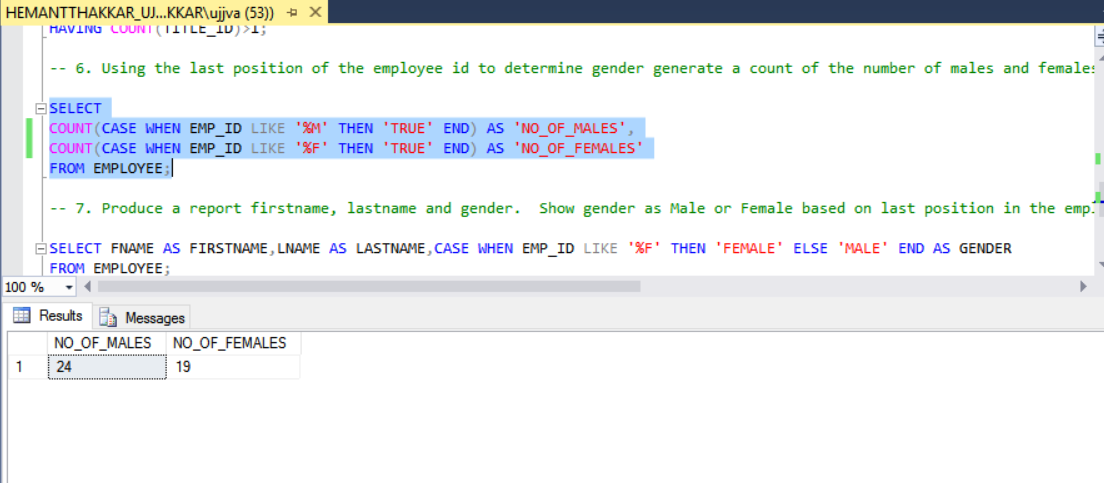 HEMANTTHAKKAR_UJ...KKAR\ujjva (53))
HAVING COUNT(TITLE_ID)>1;
-- 6. Using the last position of the employee id to determine gender generate a count of the number of males and females
SELECT
COUNT(CASE WHEN EMP_ID LIKE '%M' THEN 'TRUE' END) AS 'NO_OF_MALES',
COUNT(CASE WHEN EMP_ID LIKE '%F' THEN 'TRUE' END) AS 'NO_OF_FEMALES'
FROM EMPLOYEE;
-- 7. Produce a report firstname, lastname and gender.  Show gender as Male or Female based on last position in the emp
SELECT FNAME AS FIRSTNAME,LNAME AS LASTNAME,CASE WHEN EMP_ID LIKE '%F' THEN 'FEMALE' ELSE 'MALE' END AS GENDER
FROM EMPLOYEE;
100 %
Results Messages
NO_OF_MALES NO_OF_FEMALES
1 24 19